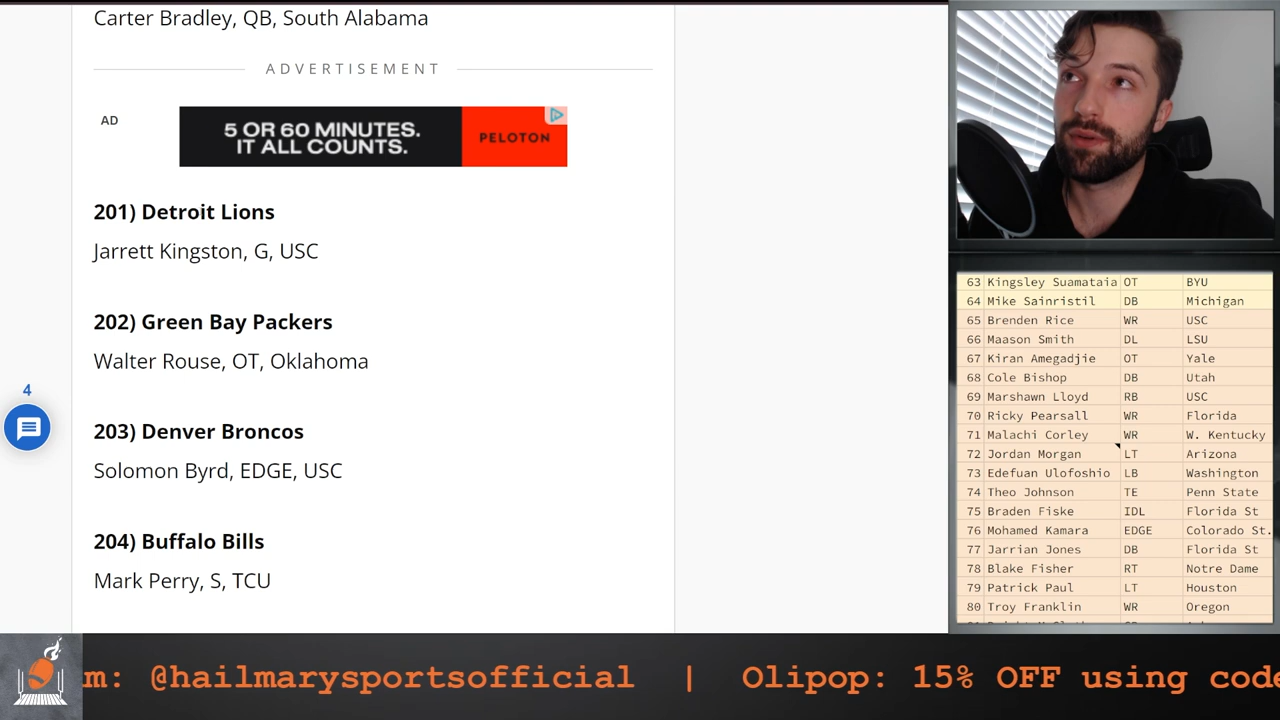 Carter Bradley, QB, South Alabama
ADVERTISEMENT
AD
5 OR 60 MINUTES.
IT ALL COUNTS.
PELOTON
201) Detroit Lions
Jarrett Kingston, G, USC
202) Green Bay Packers
Walter Rouse, OT, Oklahoma
4
203) Denver Broncos
Solomon Byrd, EDGE, USC
204) Buffalo Bills
Mark Perry, S, TCU
63 Kingsley Suamataia OT BYU
64 Mike Sainristil DB Michigan
65 Brenden Rice WR USC
66 Maason Smith DL LSU
67 Kiran Amegadjie OT Yale
68 Cole Bishop DB Utah
69 Marshawn Lloyd RB USC
70 Ricky Pearsall WR Florida
71 Malachi Corley WR W. Kentucky
72 Jordan Morgan LT Arizona
73 Edefuan Ulofoshio LB Washington
74 Theo Johnson TE Penn State
75 Braden Fiske IDL Florida St
76 Mohamed Kamara EDGE Colorado St.
77 Jarrian Jones DB Florida St
78 Blake Fisher RT Notre Dame
79 Patrick Paul LT Houston
80 Troy Franklin WR Oregon
m: @hailmarysportsofficial | Olipop: 15% OFF using code